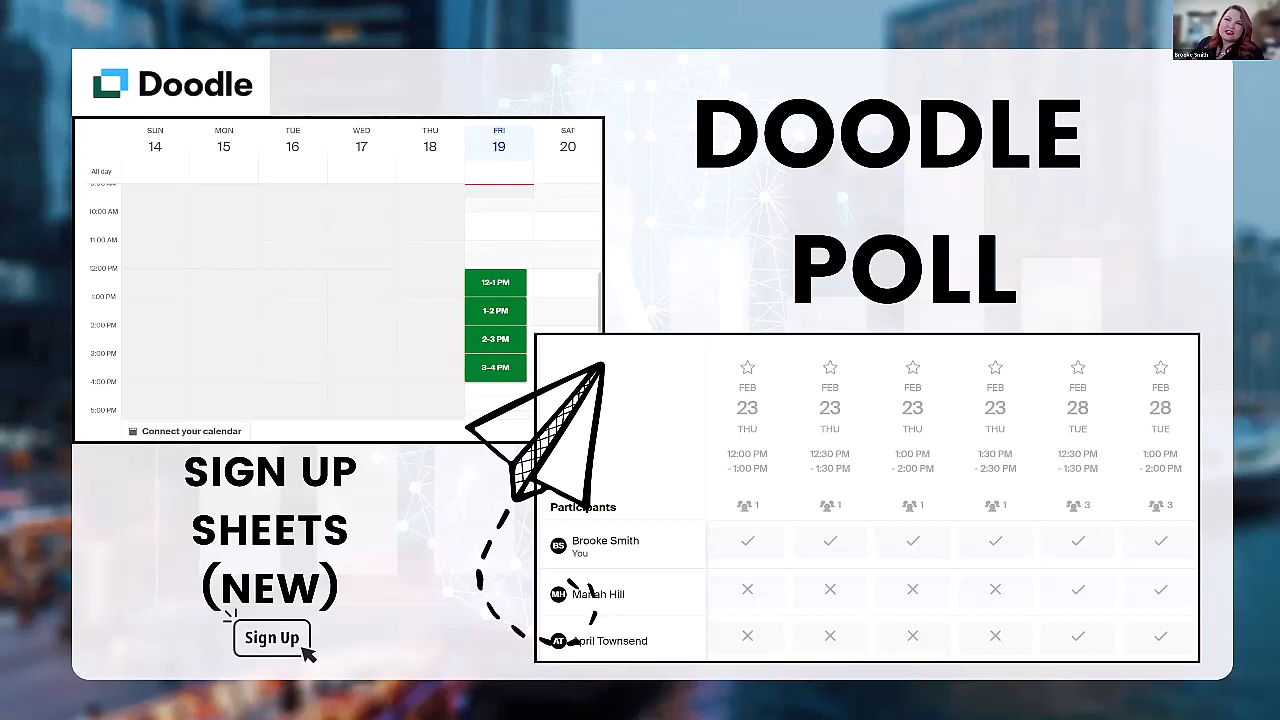 Brooke Smith
Doodle
DOODLE
POLL
SUN MON TUE WED THU FRI SAT
14 15 16 17 18 19 20
All day
10:00 AM
11:00 AM
12:00 PM
1:00 PM
2:00 PM
3:00 PM
4:00 PM
5:00 PM
12-1 PM
1-2 PM
2-3 PM
3-4 PM
Connect your calendar
SIGN UP
SHEETS
(NEW)
Sign Up
FEB FEB FEB FEB FEB FEB
23 23 23 23 28 28
THU THU THU THU TUE TUE
12:00 PM 12:30 PM 1:00 PM 1:30 PM 12:30 PM 1:00 PM
- 1:00 PM - 1:30 PM - 2:00 PM - 2:30 PM - 1:30 PM - 2:00 PM
Participants 1 1 1 1 3 3
BS Brooke Smith
You
MH Mariah Hill
AT April Townsend